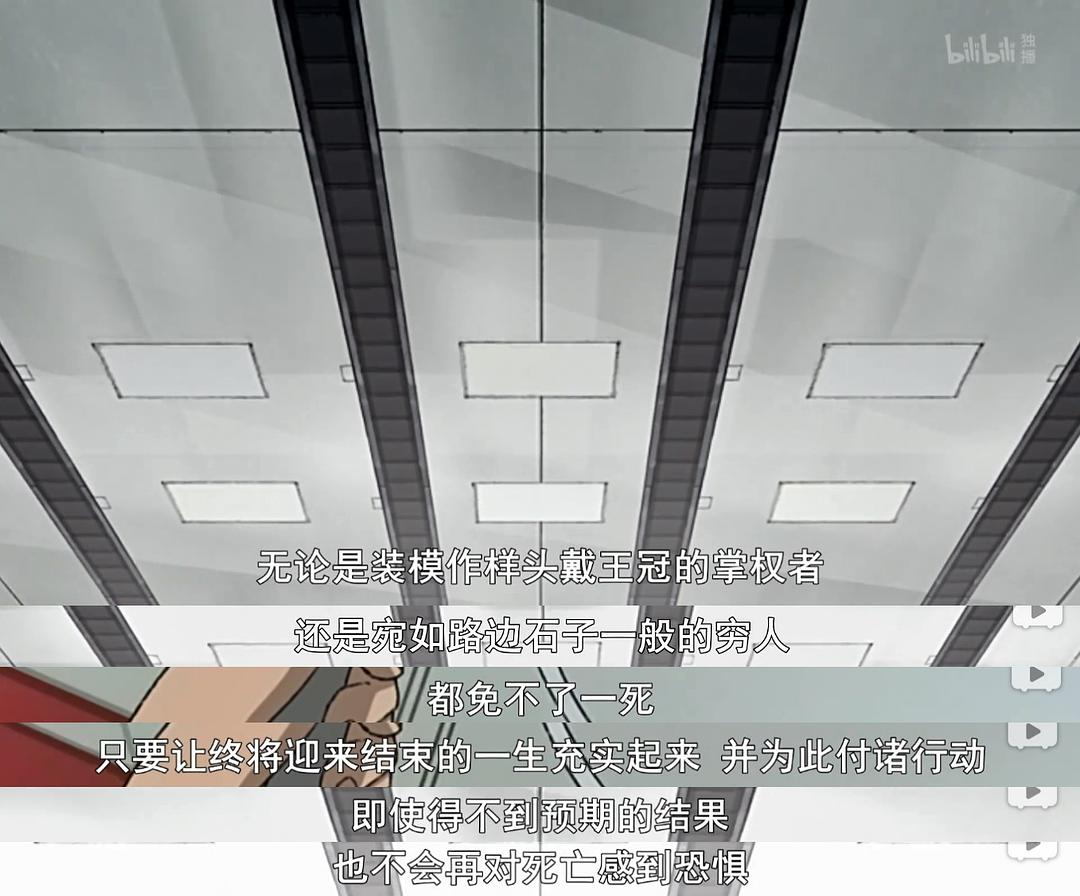 bilibili 独播
无论是装模作样头戴王冠的掌权者
还是宛如路边石子一般的穷人
都免不了一死
只要让终将迎来结束的一生充实起来 并为此付诸行动
即使得不到预期的结果
也不会再对死亡感到恐惧